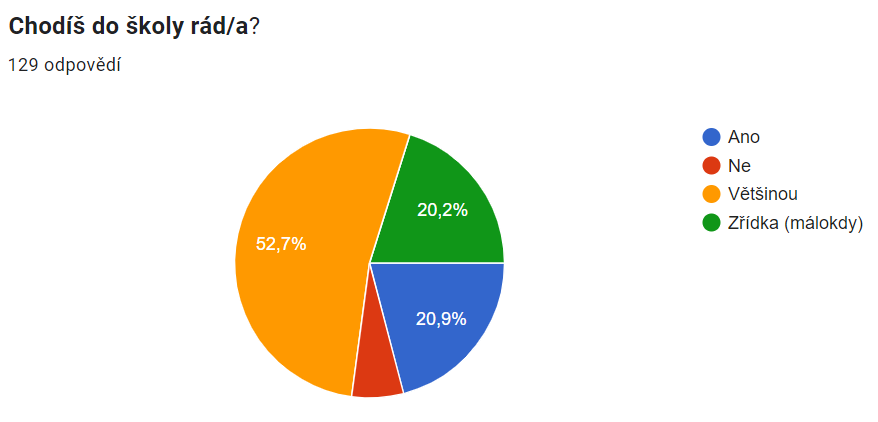 Chodíš do školy rád/a?
129 odpovědí
Ano
Ne
Většinou
Zřídka (málokdy)
20,2%
52,7%
20,9%